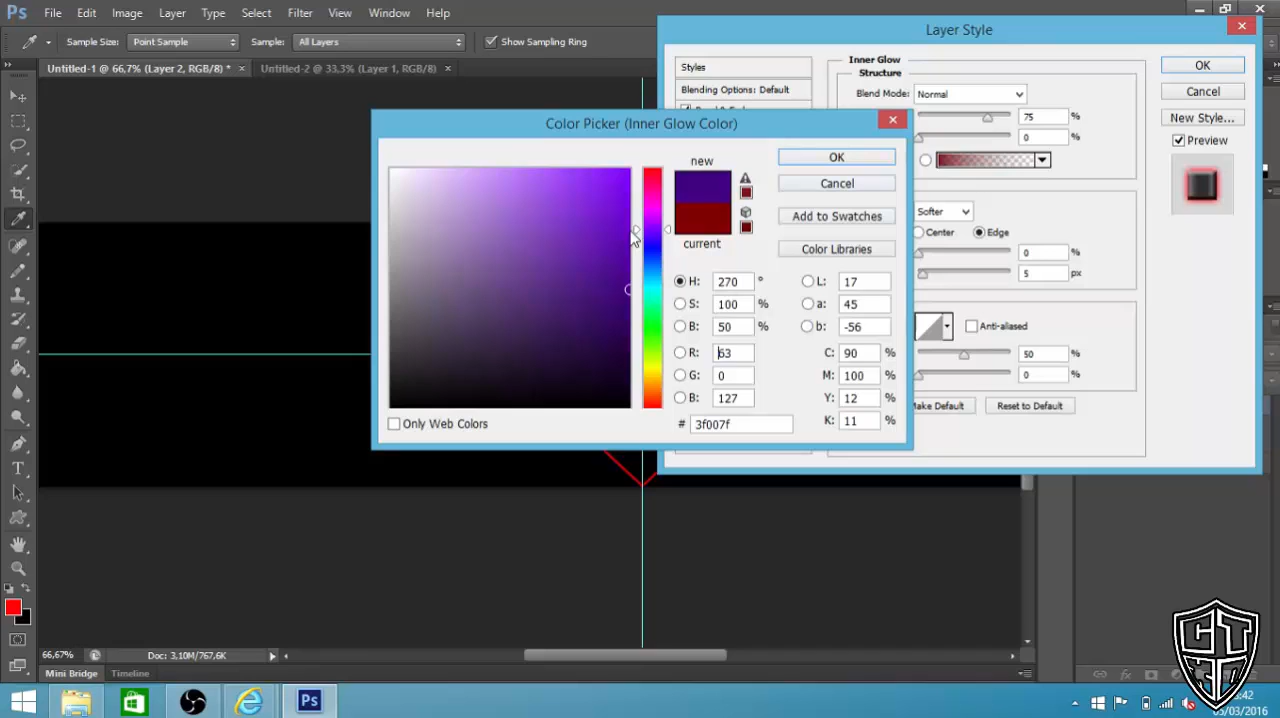 Ps File Edit Image Layer Type Select Filter View Window Help
Sample Size: Point Sample Sample: All Layers Show Sampling Ring
Untitled-1 @ 66,7% (Layer 2, RGB/8) * × Untitled-2 @ 33,3% (Layer 1, RGB/8) ×
Layer Style
Styles
Blending Options: Default
Inner Glow
Structure
Blend Mode: Normal
75 %
0 %
Softer
Center Edge
0 %
5 px
Anti-aliased
50 %
0 %
Make Default Reset to Default
OK
Cancel
New Style...
Preview
Color Picker (Inner Glow Color)
new
current
OK
Cancel
Add to Swatches
Color Libraries
H: 270 ° L: 17
S: 100 % a: 45
B: 50 % b: -56
R: 63 C: 90 %
G: 0 M: 100 %
B: 127 Y: 12 %
# 3f007f K: 11 %
Only Web Colors
66,67% Doc: 3,10M/767,6K
Mini Bridge Timeline
Ps
/03/2016